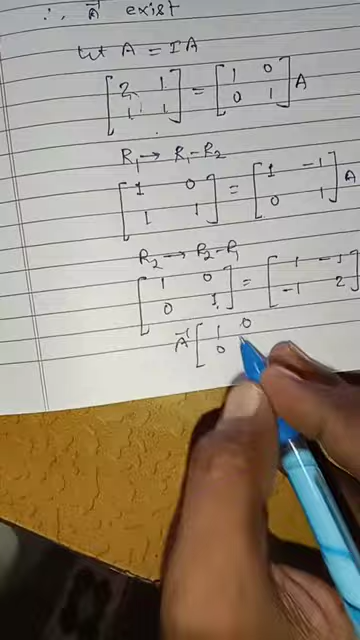 ∴ A⁻¹ exist
Let A = IA
[2 1; 1 1] = [1 0; 0 1] A
R₁ → R₁ - R₂
[1 0; 1 1] = [1 -1; 0 1] A
R₂ → R₂ - R₁
[1 0; 0 1] = [1 -1; -1 2]
A⁻¹ [1 0; 0